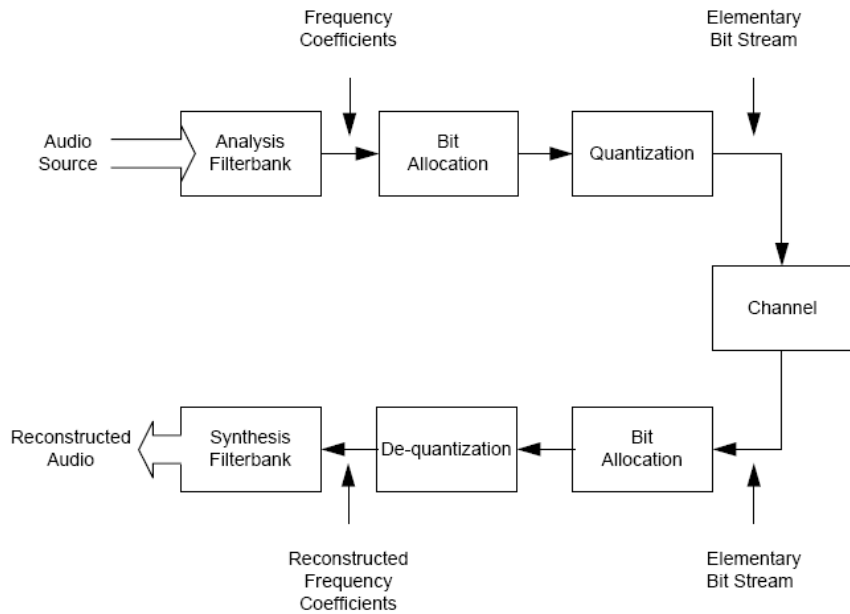 Frequency
Coefficients
Elementary
Bit Stream
Audio
Source
Analysis
Filterbank
Bit
Allocation
Quantization
Channel
Reconstructed
Audio
Synthesis
Filterbank
De-quantization
Bit
Allocation
Reconstructed
Frequency
Coefficients
Elementary
Bit Stream